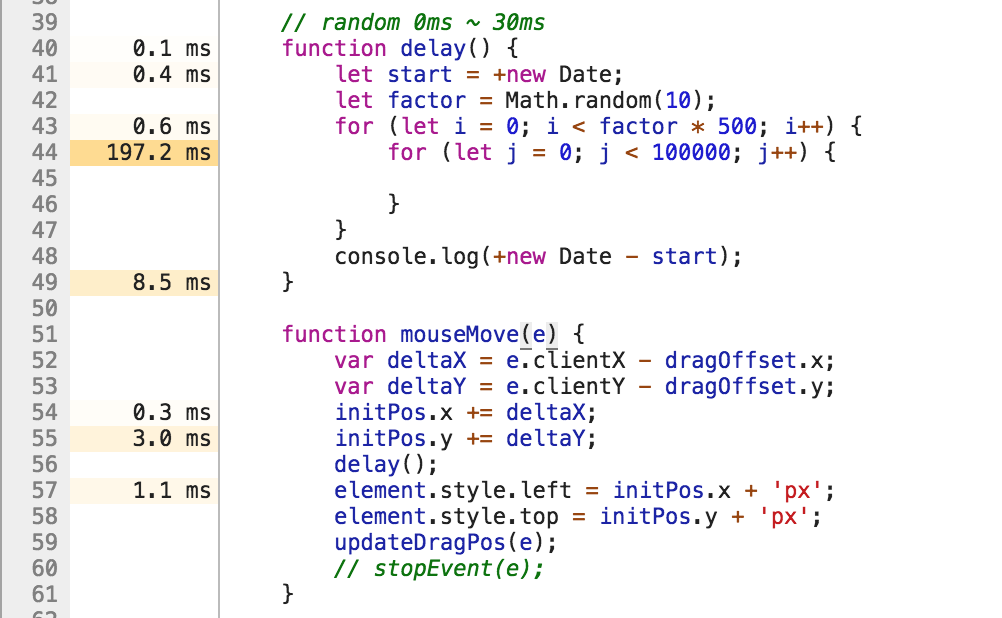 39 // random 0ms ~ 30ms
40 0.1 ms function delay() {
41 0.4 ms let start = +new Date;
42 let factor = Math.random(10);
43 0.6 ms for (let i = 0; i < factor * 500; i++) {
44 197.2 ms for (let j = 0; j < 100000; j++) {
45
46 }
47 }
48 console.log(+new Date - start);
49 8.5 ms }
50
51 function mouseMove(e) {
52 var deltaX = e.clientX - dragOffset.x;
53 var deltaY = e.clientY - dragOffset.y;
54 0.3 ms initPos.x += deltaX;
55 3.0 ms initPos.y += deltaY;
56 delay();
57 1.1 ms element.style.left = initPos.x + 'px';
58 element.style.top = initPos.y + 'px';
59 updateDragPos(e);
60 // stopEvent(e);
61 }